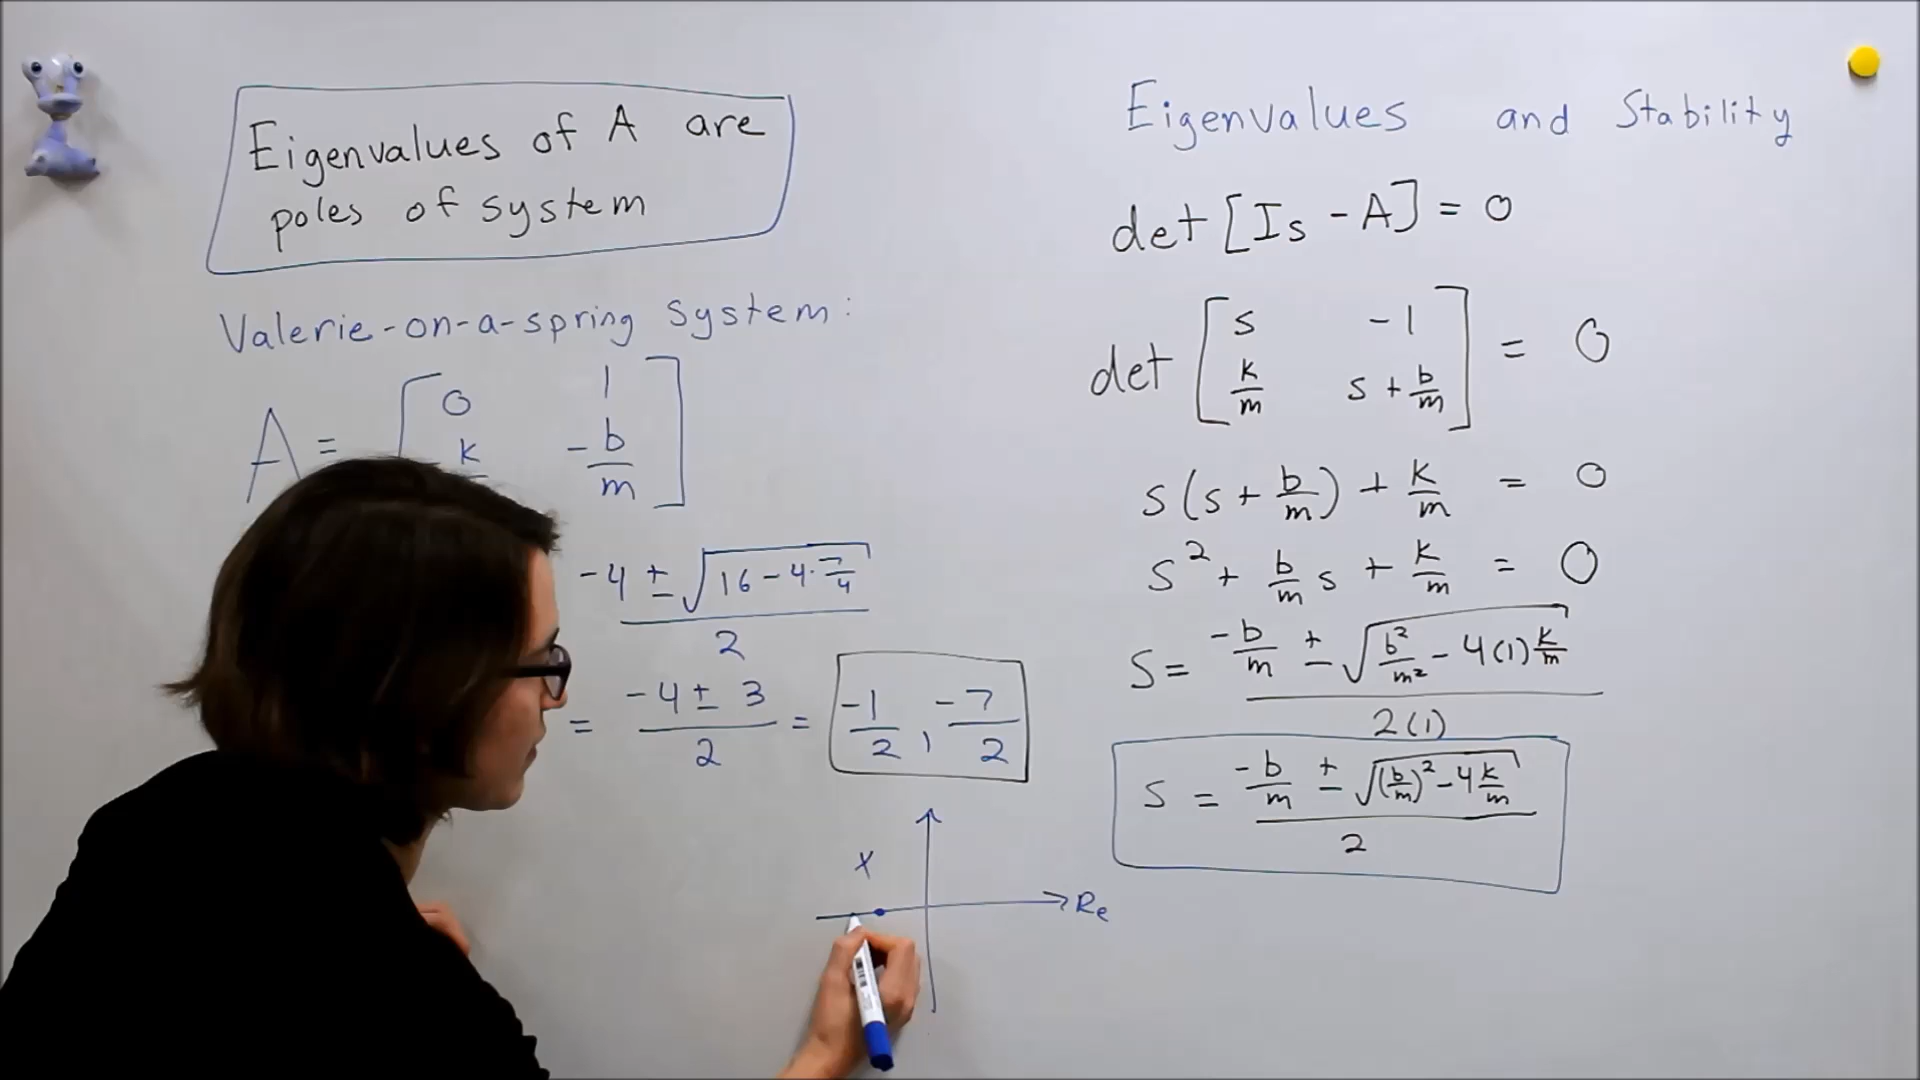 Eigenvalues of A are
poles of system
Valerie-on-a-spring system:
A = [ 0 1
k -b/m ]
-4 ± √(16 - 4·7/4)
2
= (-4 ± 3)/2 = -1/2, -7/2
X
Re
Eigenvalues and Stability
det [Is - A] = 0
det [ s -1
k/m s + b/m ] = 0
s(s + b/m) + k/m = 0
s² + b/m s + k/m = 0
S = (-b/m ± √(b²/m² - 4(1)k/m))
2(1)
S = (-b/m ± √((b/m)² - 4k/m))
2